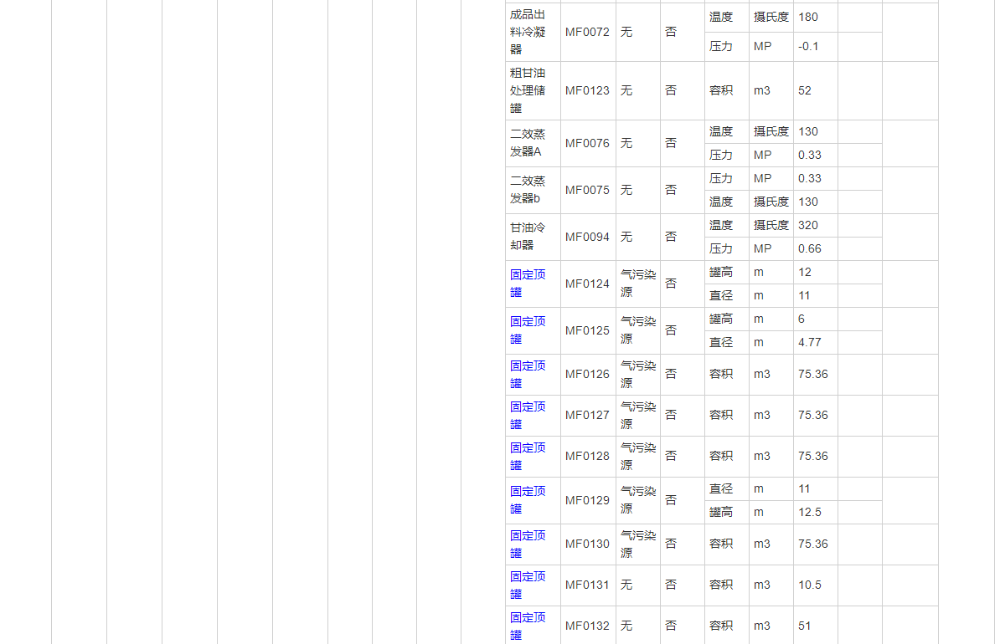 成品出
料冷凝
器
MF0072
无
否
温度
摄氏度
180
压力
MP
-0.1
粗甘油
处理储
罐
MF0123
无
否
容积
m3
52
二效蒸
发器A
MF0076
无
否
温度
摄氏度
130
压力
MP
0.33
二效蒸
发器b
MF0075
无
否
压力
MP
0.33
温度
摄氏度
130
甘油冷
却器
MF0094
无
否
温度
摄氏度
320
压力
MP
0.66
固定顶
罐
MF0124
气污染
源
否
罐高
m
12
直径
m
11
固定顶
罐
MF0125
气污染
源
否
罐高
m
6
直径
m
4.77
固定顶
罐
MF0126
气污染
源
否
容积
m3
75.36
固定顶
罐
MF0127
气污染
源
否
容积
m3
75.36
固定顶
罐
MF0128
气污染
源
否
容积
m3
75.36
固定顶
罐
MF0129
气污染
源
否
直径
m
11
罐高
m
12.5
固定顶
罐
MF0130
气污染
源
否
容积
m3
75.36
固定顶
罐
MF0131
无
否
容积
m3
10.5
固定顶
罐
MF0132
无
否
容积
m3
51